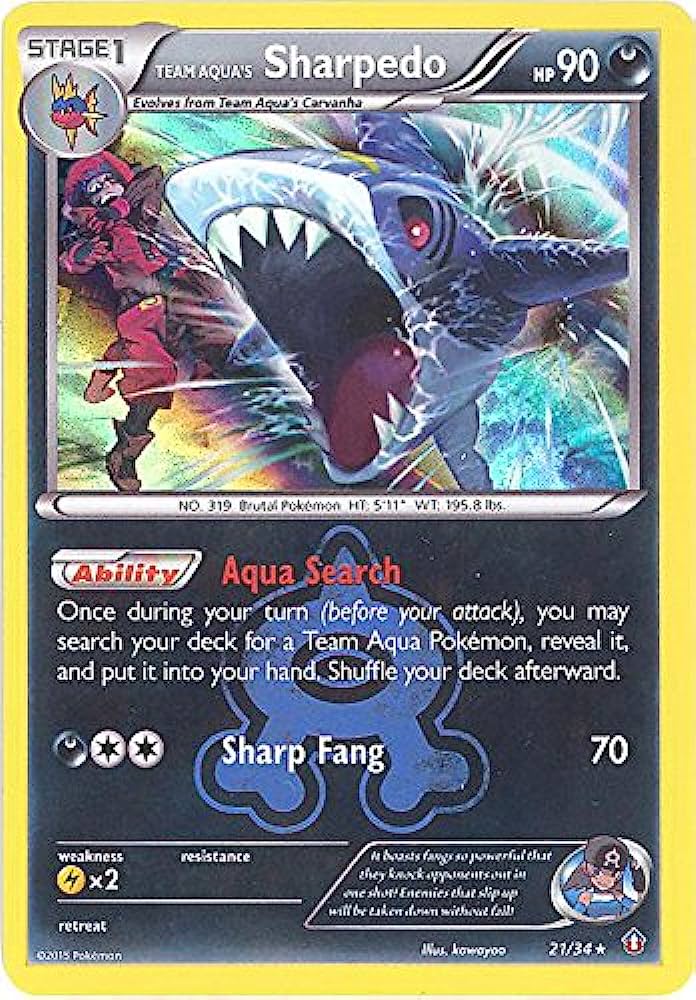 STAGE 1
TEAM AQUA'S Sharpedo HP 90
Evolves from Team Aqua's Carvanha
NO. 319 Brutal Pokémon HT: 5'11" WT: 195.8 lbs.
Ability Aqua Search
Once during your turn (before your attack), you may
search your deck for a Team Aqua Pokémon, reveal it,
and put it into your hand. Shuffle your deck afterward.
Sharp Fang 70
weakness resistance
×2
retreat
It boasts fangs so powerful that
they knock opponents out in
one shot! Enemies that slip up
will be taken down without fail!
©2015 Pokémon Illus. kawayoo 21/34 ★